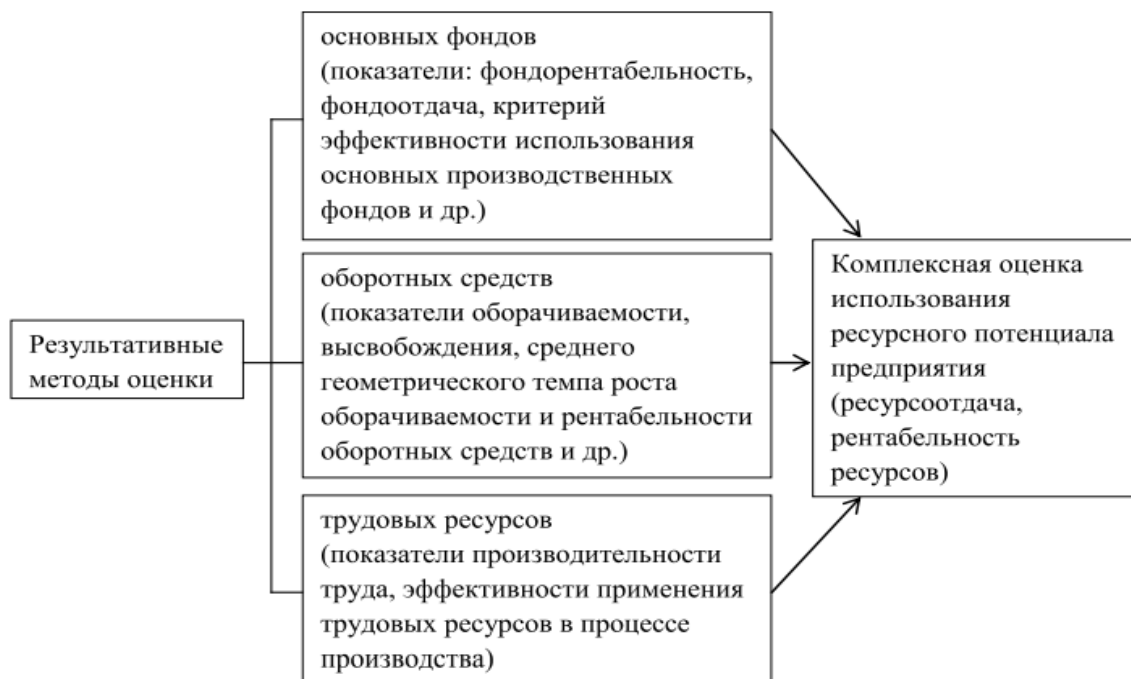 Результативные
методы оценки
основных фондов
(показатели: фондорентабельность,
фондоотдача, критерий
эффективности использования
основных производственных
фондов и др.)
оборотных средств
(показатели оборачиваемости,
высвобождения, среднего
геометрического темпа роста
оборачиваемости и рентабельности
оборотных средств и др.)
трудовых ресурсов
(показатели производительности
труда, эффективности применения
трудовых ресурсов в процессе
производства)
Комплексная оценка
использования
ресурсного потенциала
предприятия
(ресурсоотдача,
рентабельность
ресурсов)